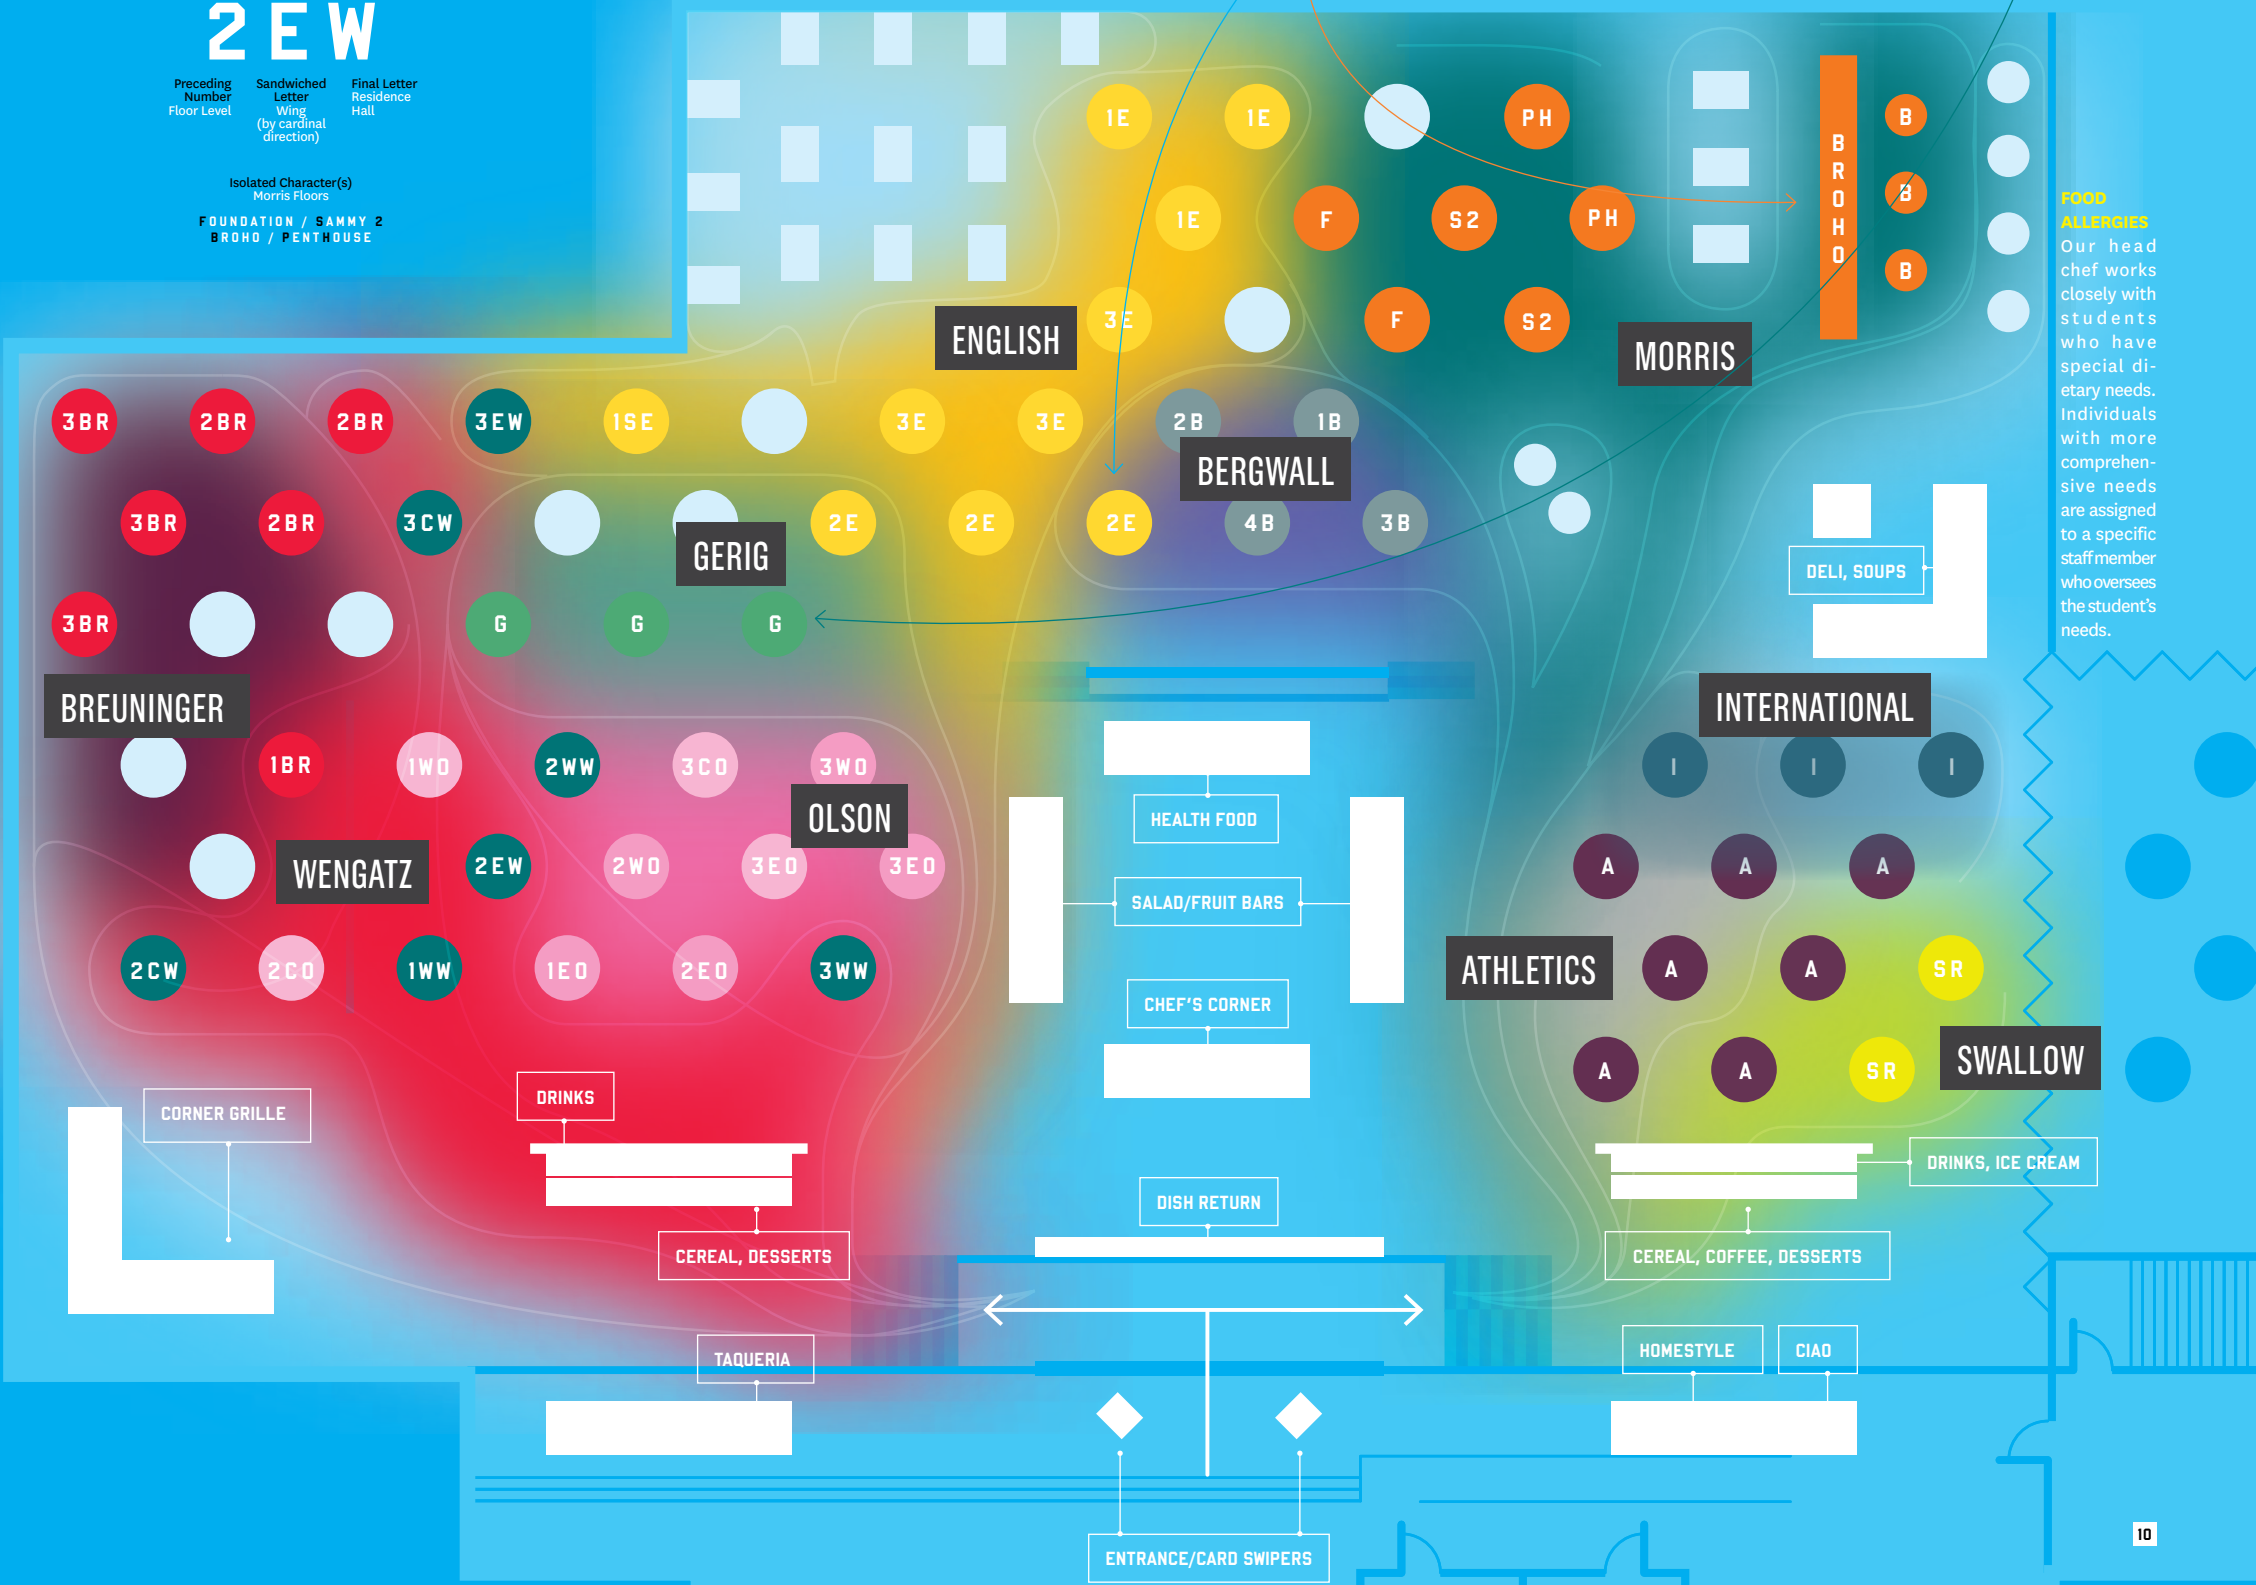 2EW
Preceding Number
Floor Level
Sandwiched Letter
Wing
(by cardinal direction)
Final Letter
Residence Hall
Isolated Character(s)
Morris Floors
FOUNDATION / SAMMY 2
BROHO / PENTHOUSE
1E 1E PH
1E F S2 PH
3E F S2
BROHO
B
B
B
ENGLISH
MORRIS
FOOD
ALLERGIES
Our head
chef works
closely with
students
who have
special di-
etary needs.
Individuals
with more
comprehen-
sive needs
are assigned
to a specific
staff member
who oversees
the student's
needs.
3BR 2BR 2BR 3EW 1SE 3E 3E 2B 1B
BERGWALL
3BR 2BR 3CW 2E 2E 2E 4B 3B
GERIG
DELI, SOUPS
3BR G G G
BREUNINGER
INTERNATIONAL
1BR 1WO 2WW 3CO 3WO
I I I
OLSON
HEALTH FOOD
WENGATZ
2EW 2WO 3EO 3EO
A A A
SALAD/FRUIT BARS
2CW 2CO 1WW 1EO 2EO 3WW
ATHLETICS
A A SR
CHEF'S CORNER
A A SR
SWALLOW
DRINKS
CORNER GRILLE
DRINKS, ICE CREAM
DISH RETURN
CEREAL, DESSERTS
CEREAL, COFFEE, DESSERTS
TAQUERIA
HOMESTYLE
CIAO
ENTRANCE/CARD SWIPERS
10